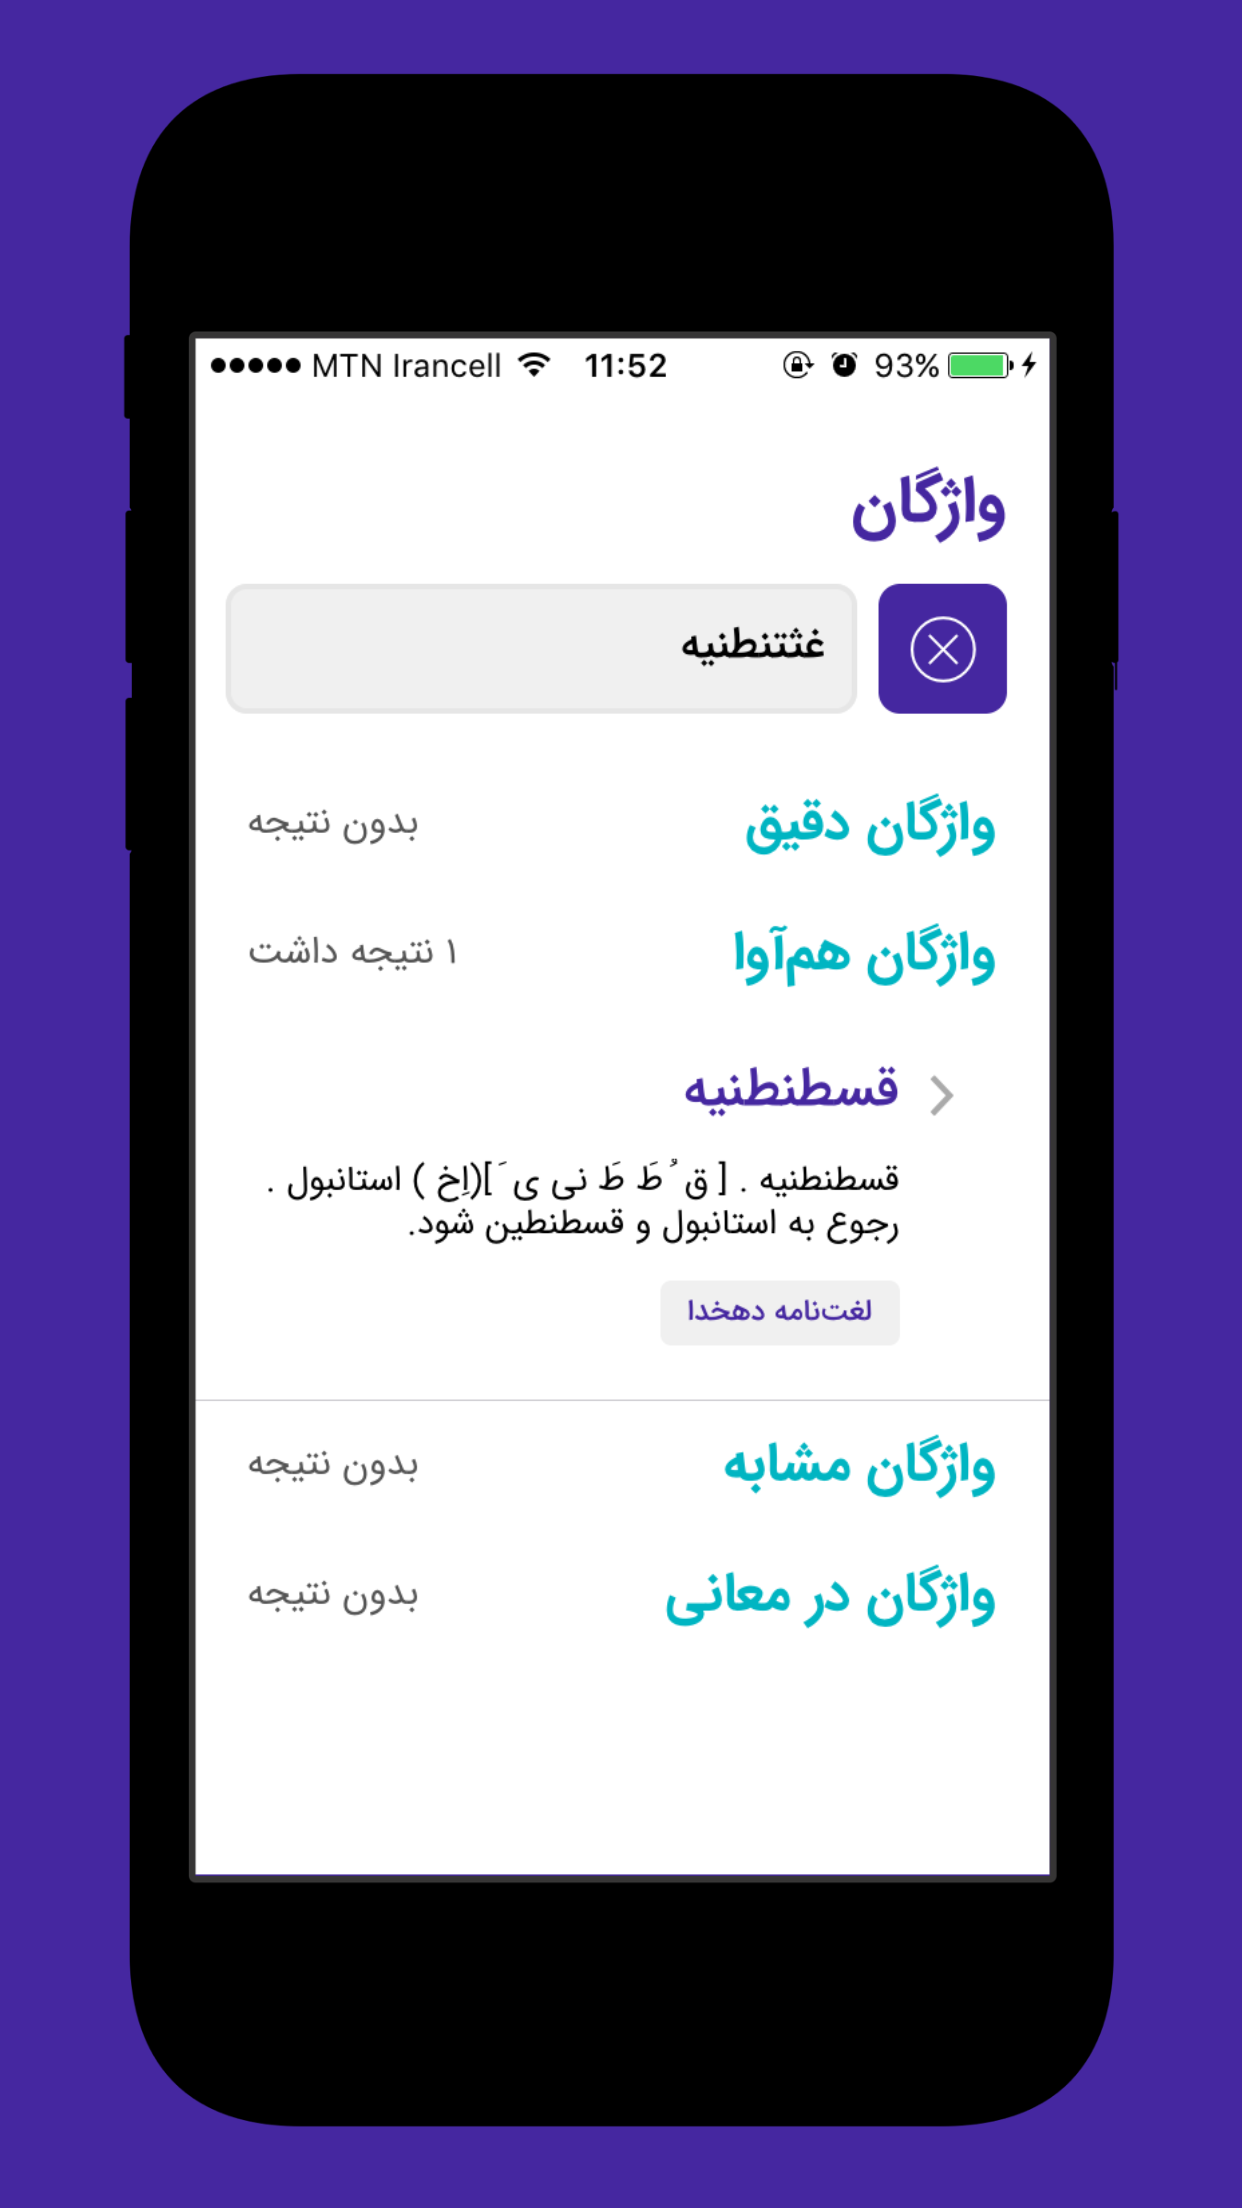 MTN Irancell 11:52 93%
واژگان
غثتنطنیه
واژگان دقیق بدون نتیجه
واژگان هم‌آوا ۱ نتیجه داشت
قسطنطنیه
قسطنطنیه . [ ق ُ طَ طَ نی ی َ ](اِخ ) استانبول .
رجوع به استانبول و قسطنطین شود.
لغت‌نامه دهخدا
واژگان مشابه بدون نتیجه
واژگان در معانی بدون نتیجه